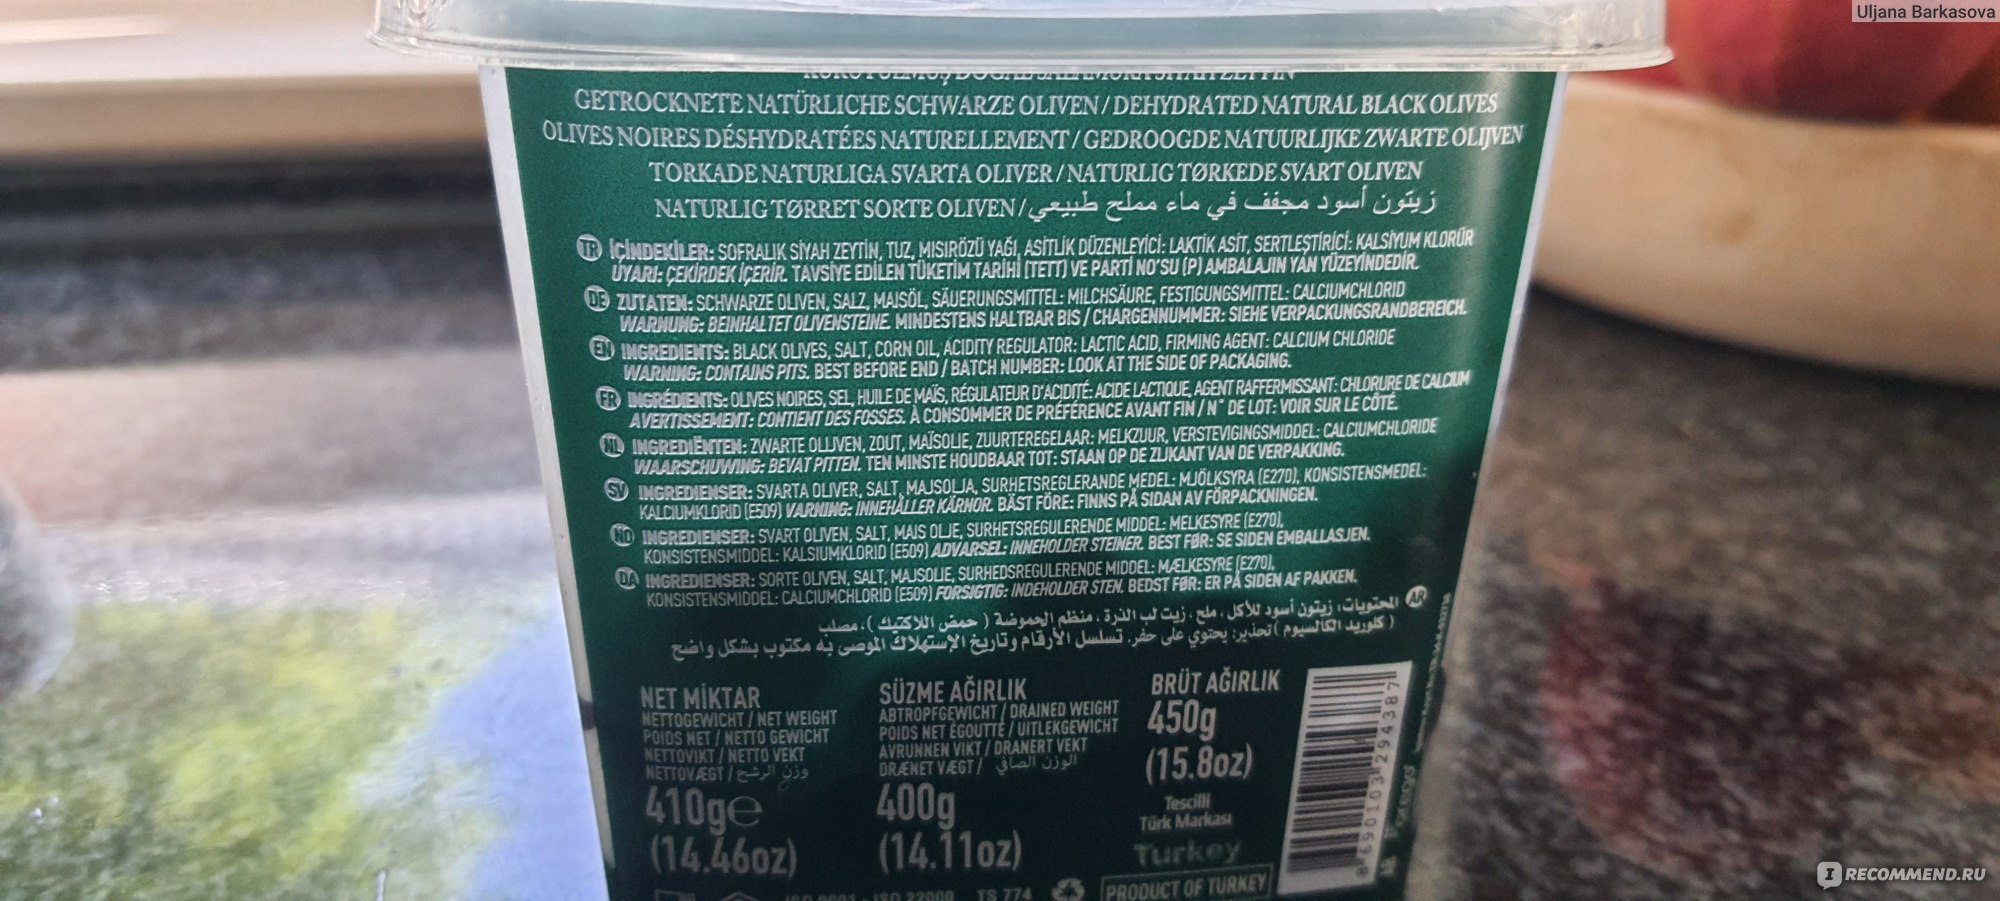 Uljana Barkasova
GETROCKNETE NATÜRLICHE SCHWARZE OLIVEN / DEHYDRATED NATURAL BLACK OLIVES
OLIVES NOIRES DÉSHYDRATÉES NATURELLEMENT / GEDROOGDE NATUURLIJKE ZWARTE OLIJVEN
TORKADE NATURLIGA SVARTA OLIVER / NATURLIG TØRKEDE SVART OLIVEN
NATURLIG TØRRET SORTE OLIVEN / زيتون أسود مجفف في ماء مملح طبيعي
TR İÇİNDEKİLER: SOFRALIK SİYAH ZEYTİN, TUZ, MISIRÖZÜ YAĞI, ASİTLİK DÜZENLEYİCİ: LAKTİK ASİT, SERTLEŞTİRİCİ: KALSİYUM KLORÜR
UYARI: ÇEKİRDEK İÇERİR. TAVSİYE EDİLEN TÜKETİM TARİHİ (TETT) VE PARTİ NO'SU (P) AMBALAJIN YAN YÜZEYİNDEDİR.
DE ZUTATEN: SCHWARZE OLIVEN, SALZ, MAISÖL, SÄUERUNGSMITTEL: MILCHSÄURE, FESTIGUNGSMITTEL: CALCIUMCHLORID
WARNUNG: BEINHALTET OLIVENSTEINE. MINDESTENS HALTBAR BIS / CHARGENNUMMER: SIEHE VERPACKUNGSRANDBEREICH.
EN INGREDIENTS: BLACK OLIVES, SALT, CORN OIL, ACIDITY REGULATOR: LACTIC ACID, FIRMING AGENT: CALCIUM CHLORIDE
WARNING: CONTAINS PITS. BEST BEFORE END / BATCH NUMBER: LOOK AT THE SIDE OF PACKAGING.
FR INGRÉDIENTS: OLIVES NOIRES, SEL, HUILE DE MAÏS, RÉGULATEUR D'ACIDITÉ: ACIDE LACTIQUE, AGENT RAFFERMISSANT: CHLORURE DE CALCIUM
AVERTISSEMENT: CONTIENT DES FOSSES. À CONSOMMER DE PRÉFÉRENCE AVANT FIN / N° DE LOT: VOIR SUR LE CÔTÉ.
NL INGREDIËNTEN: ZWARTE OLLIVEN, ZOUT, MAÏSOLIE, ZUURTEREGELAAR: MELKZUUR, VERSTEVIGINGSMIDDEL: CALCIUMCHLORIDE
WAARSCHUWING: BEVAT PITTEN. TEN MINSTE HOUDBAAR TOT: STAAN OP DE ZIJKANT VAN DE VERPAKKING.
SV INGREDIENSER: SVARTA OLIVER, SALT, MAJSOLJA, SURHETSREGLERANDE MEDEL: MJÖLKSYRA (E270), KONSISTENSMEDEL:
KALCIUMKLORID (E509) VARNING: INNEHÅLLER KÄRNOR. BÄST FÖRE: FINNS PÅ SIDAN AV FÖRPACKNINGEN.
NO INGREDIENSER: SVART OLIVEN, SALT, MAIS OLJE, SURHETSREGULERENDE MIDDEL: MELKESYRE (E270),
KONSISTENSMIDDEL: KALSIUMKLORID (E509) ADVARSEL: INNEHOLDER STEINER. BEST FØR: SE SIDEN EMBALLASJEN.
DA INGREDIENSER: SORTE OLIVEN, SALT, MAJSOLIE, SURHEDSREGULERENDE MIDDEL: MÆLKESYRE (E270),
KONSISTENSMIDDEL: CALCIUMCHLORID (E509) FORSIGTIG: INDEHOLDER STEN. BEDST FØR: ER PÅ SIDEN AF PAKKEN.
AR المحتويات: زيتون أسود للأكل، ملح، زيت لب الذرة، منظم الحموضة ( حمض اللاكتيك )، مصلب
( كلوريد الكالسيوم ) تحذير: يحتوي على حفر. تسلسل الأرقام وتاريخ الإستهلاك الموصى به مكتوب بشكل واضح
NET MİKTAR
NETTOGEWICHT / NET WEIGHT
POIDS NET / NETTO GEWICHT
NETTOVIKT / NETTO VEKT
NETTOVÆGT / وزن الرشح
410g e
(14.46oz)
SÜZME AĞIRLIK
ABTROPFGEWICHT / DRAINED WEIGHT
POIDS NET ÉGOUTTÉ / UITLEKGEWICHT
AVRUNNEN VIKT / DRANERT VEKT
DRÆNET VÆGT / الوزن الصافي
400g
(14.11oz)
BRÜT AĞIRLIK
450g
(15.8oz)
Tescilli
Türk Markası
Turkey
PRODUCT OF TURKEY
TS 774
8 690103 294387
IRECOMMEND.RU